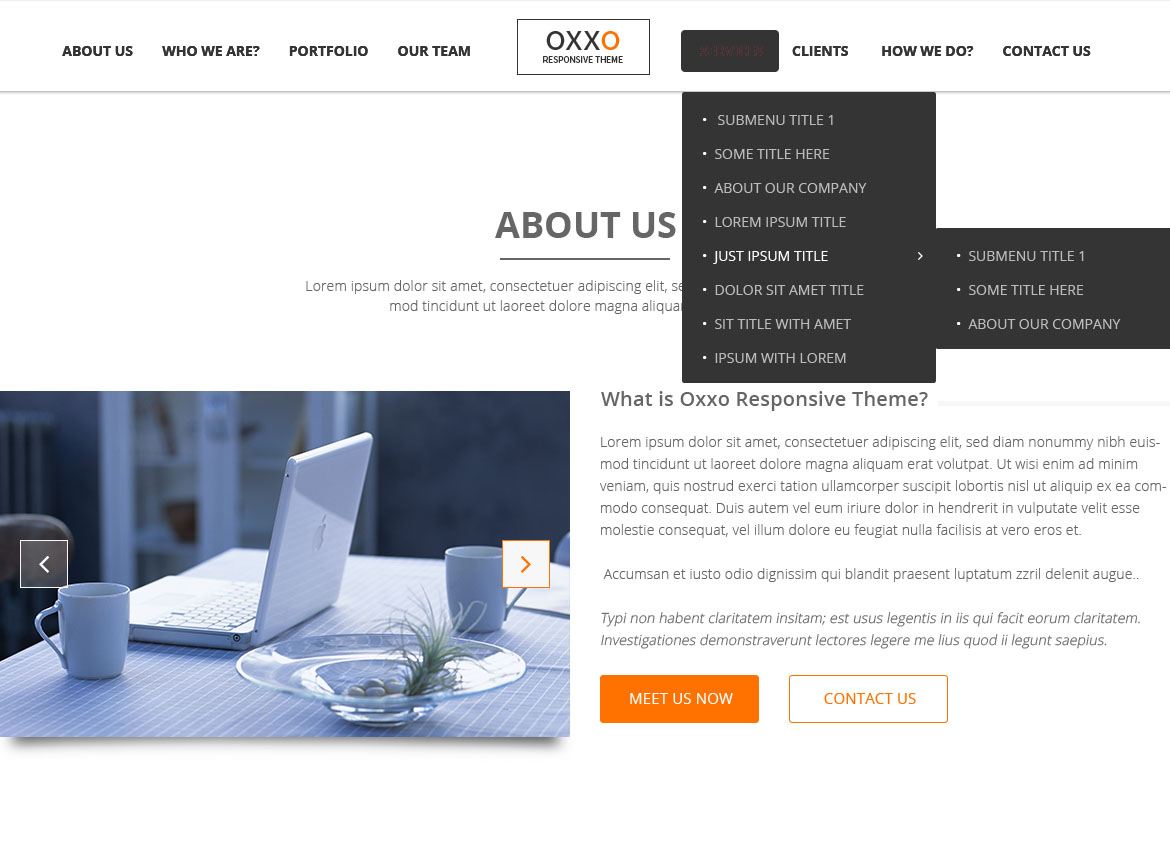 ABOUT US
WHO WE ARE?
PORTFOLIO
OUR TEAM
OXXO
RESPONSIVE THEME
CLIENTS
HOW WE DO?
CONTACT US
SUBMENU TITLE 1
SOME TITLE HERE
ABOUT OUR COMPANY
LOREM IPSUM TITLE
JUST IPSUM TITLE
DOLOR SIT AMET TITLE
SIT TITLE WITH AMET
IPSUM WITH LOREM
SUBMENU TITLE 1
SOME TITLE HERE
ABOUT OUR COMPANY
ABOUT US
Lorem ipsum dolor sit amet, consectetuer adipiscing elit,
mod tincidunt ut laoreet dolore magna
What is Oxxo Responsive Theme?
Lorem ipsum dolor sit amet, consectetuer adipiscing elit, sed diam nonummy nibh euis-
mod tincidunt ut laoreet dolore magna aliquam erat volutpat. Ut wisi enim ad minim
veniam, quis nostrud exerci tation ullamcorper suscipit lobortis nisl ut aliquip ex ea com-
modo consequat. Duis autem vel eum iriure dolor in hendrerit in vulputate velit esse
molestie consequat, vel illum dolore eu feugiat nulla facilisis at vero eros et.
Accumsan et iusto odio dignissim qui blandit praesent luptatum zzril delenit augue..
Typi non habent claritatem insitam; est usus legentis in iis qui facit eorum claritatem.
Investigationes demonstraverunt lectores legere me lius quod ii legunt saepius.
MEET US NOW
CONTACT US